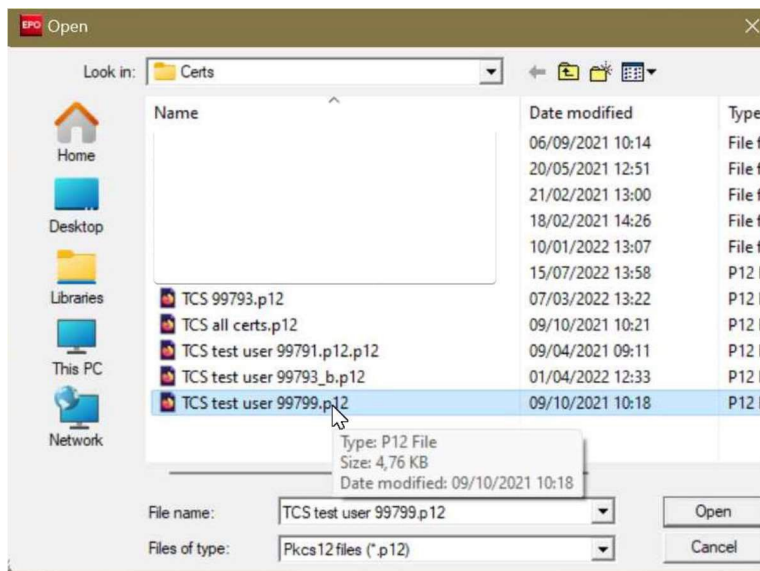 EPO Open
Look in: Certs
Name Date modified Type
06/09/2021 10:14 File f
20/05/2021 12:51 File f
21/02/2021 13:00 File f
18/02/2021 14:26 File f
10/01/2022 13:07 File f
15/07/2022 13:58 P12 I
TCS 99793.p12 07/03/2022 13:22 P12 I
TCS all certs.p12 09/10/2021 10:21 P12 I
TCS test user 99791.p12.p12 09/04/2021 09:11 P12 I
TCS test user 99793_b.p12 01/04/2022 12:33 P12 I
TCS test user 99799.p12 09/10/2021 10:18 P12 I
Home
Desktop
Libraries
This PC
Network
Type: P12 File
Size: 4,76 KB
Date modified: 09/10/2021 10:18
File name: TCS test user 99799.p12 Open
Files of type: Pkcs12 files (*.p12) Cancel